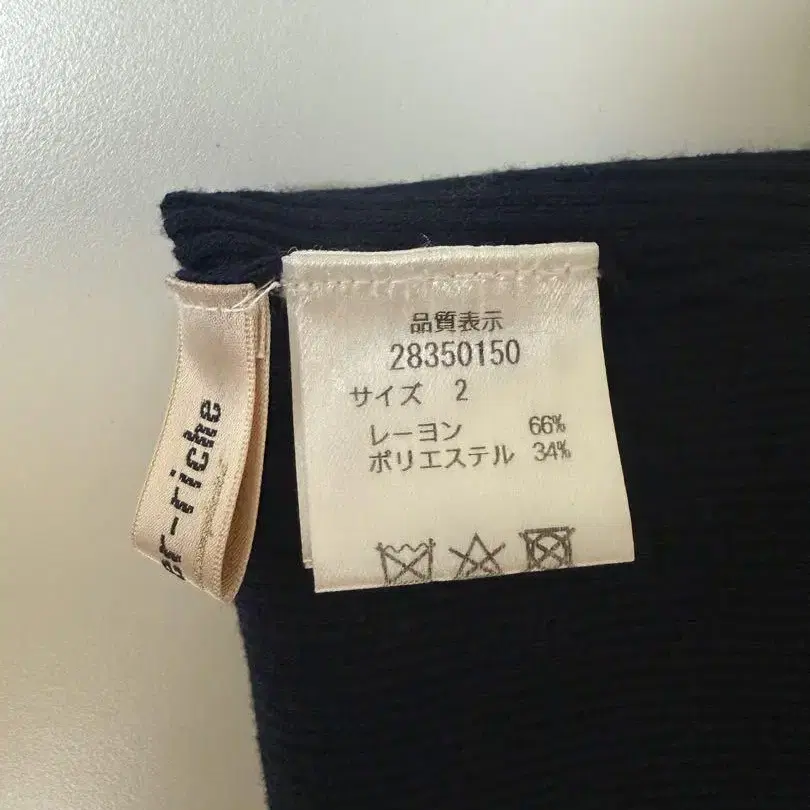 品質表示
28350150
サイズ 2
レーヨン 66%
ポリエステル 34%
er-riche